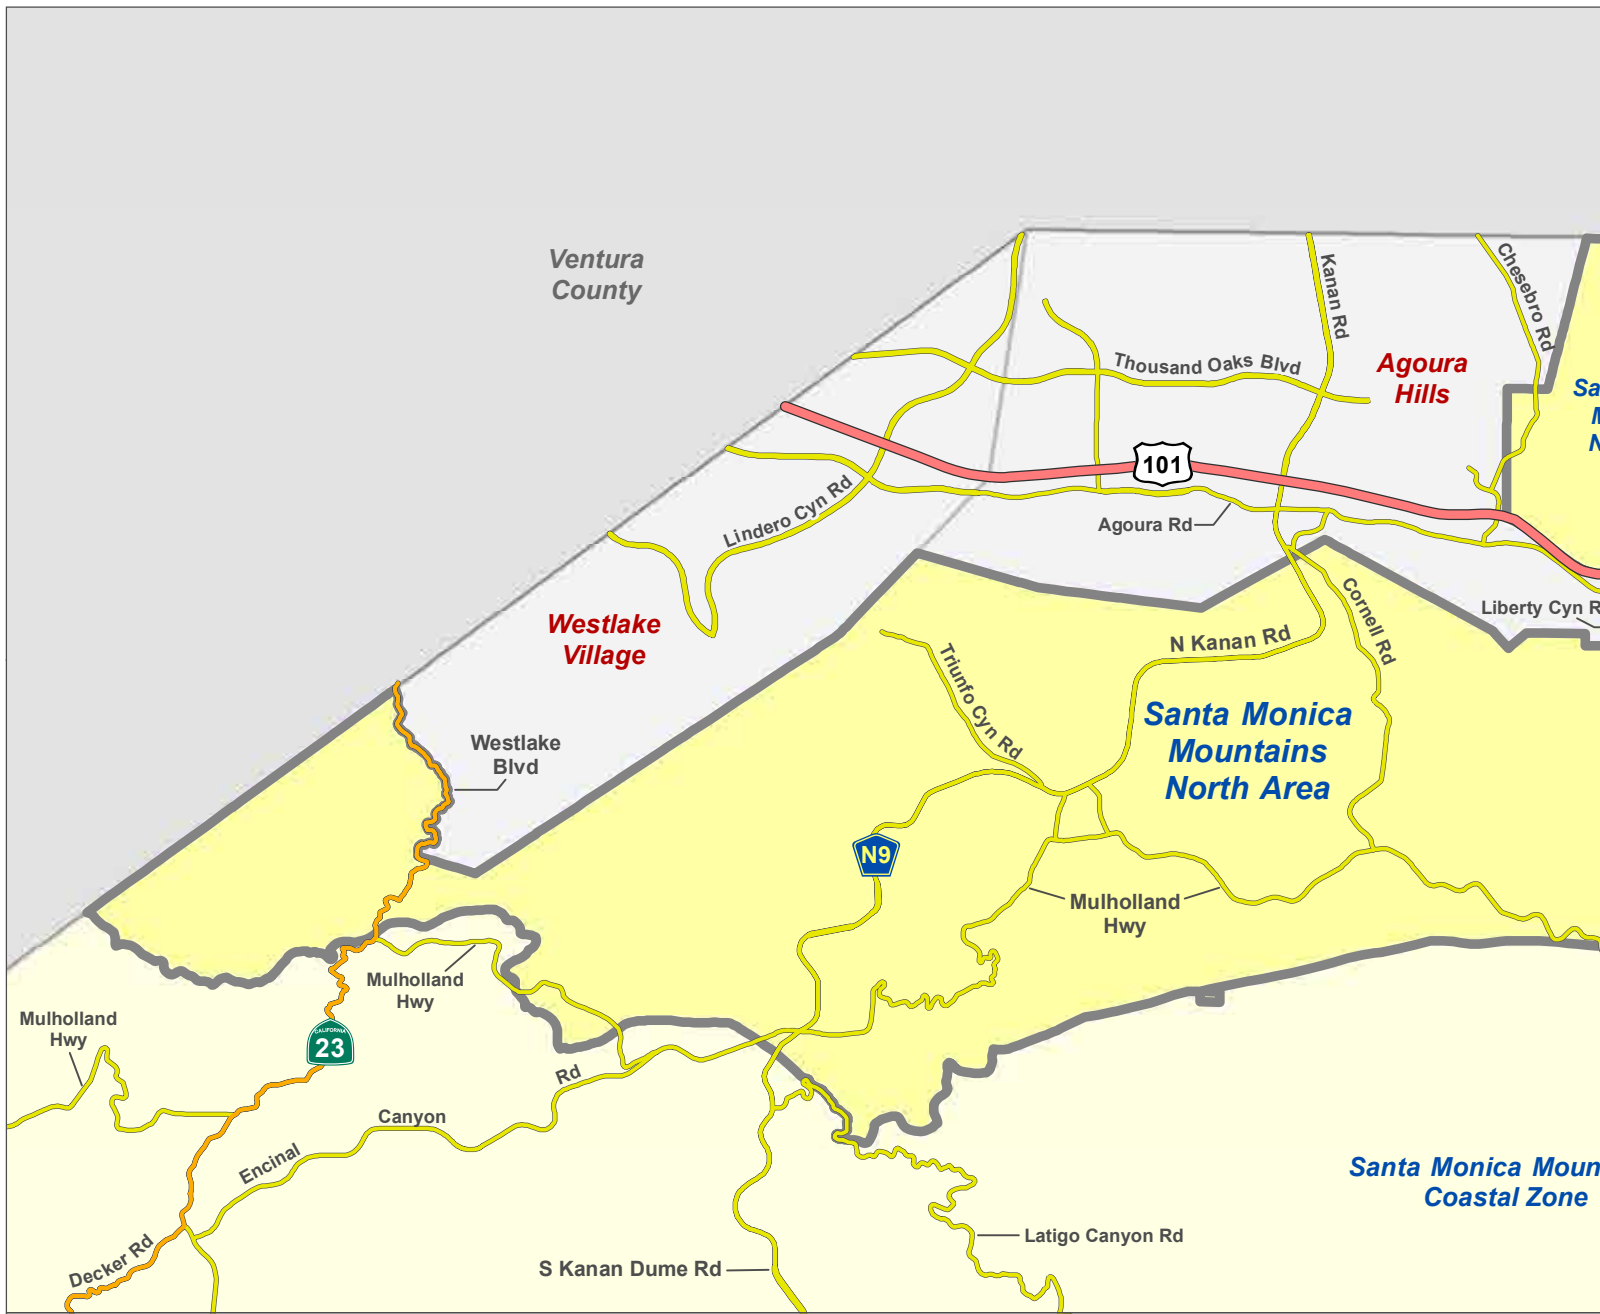 Ventura
County
Kanan Rd
Chesebro Rd
Thousand Oaks Blvd
Agoura
Hills
Sa
M
N
101
Lindero Cyn Rd
Agoura Rd
Westlake
Village
Cornell Rd
Liberty Cyn R
N Kanan Rd
Triunfo Cyn Rd
Santa Monica
Mountains
North Area
Westlake
Blvd
N9
Mulholland
Hwy
Mulholland
Hwy
Mulholland
Hwy
CALIFORNIA
23
Rd
Canyon
Encinal
Santa Monica Moun
Coastal Zone
Decker Rd
Latigo Canyon Rd
S Kanan Dume Rd